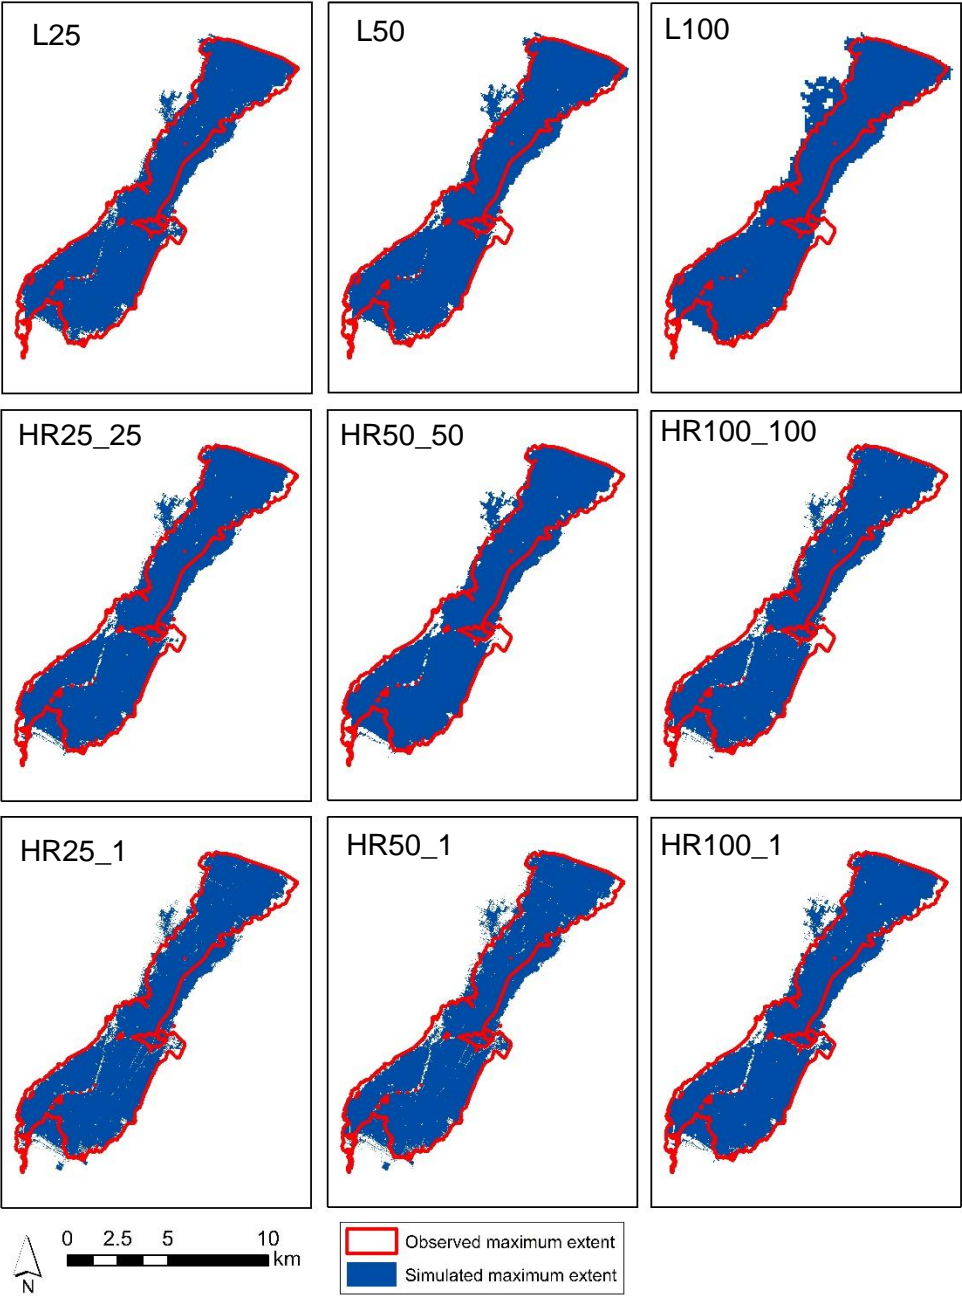 L25
L50
L100
HR25_25
HR50_50
HR100_100
HR25_1
HR50_1
HR100_1
0 2.5 5 10
km
N
Observed maximum extent
Simulated maximum extent